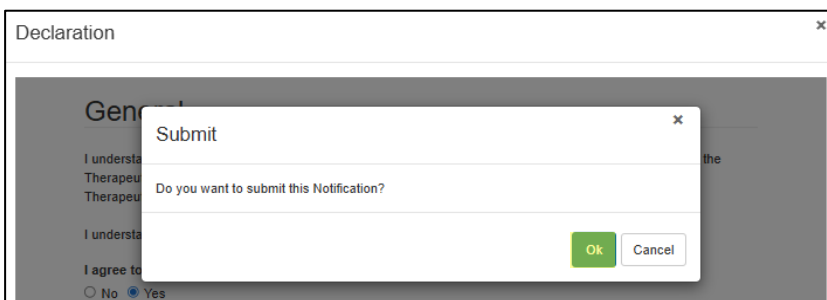 Declaration
×
General
Submit
×
I understa
the
Therapeu
Do you want to submit this Notification?
Therapeu
I understa
Ok
Cancel
I agree to
No
Yes